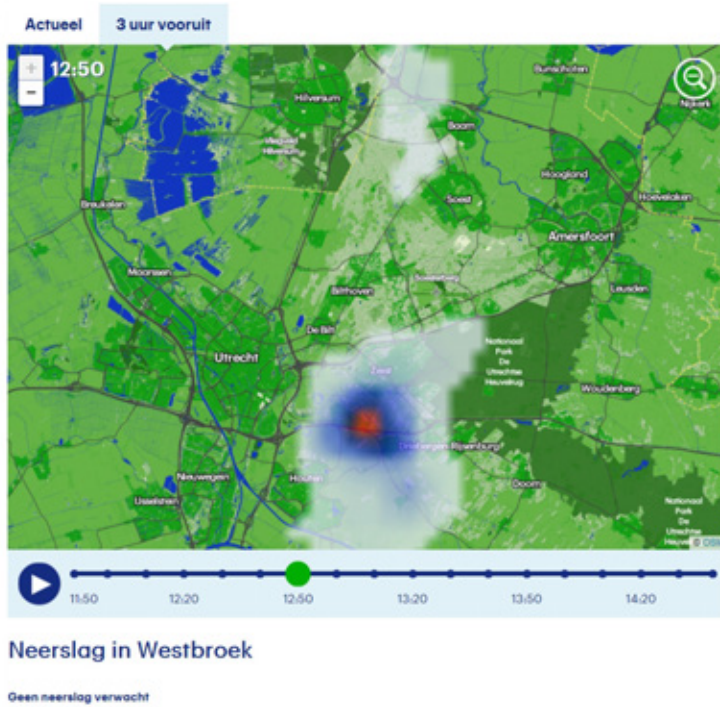 Actueel 3 uur vooruit
+ 12:50
−
Bunschoten
Nijkerk
Hilversum
Hilversum
Baarn
Hoogland
Breukelen
Soest
Hoevelaken
Amersfoort
Maarssen
Soesterberg
Bilthoven
Leusden
De Bilt
Utrecht
Nationaal
Park
De
Utrechtse
Heuvelrug
Zeist
Woudenberg
Driebergen-Rijsenburg
Nieuwegein
Houten
Doorn
IJsselstein
Nationaal
Park
De
Utrechtse
© OSM
11:50 12:20 12:50 13:20 13:50 14:20
Neerslag in Westbroek
Geen neerslag verwacht